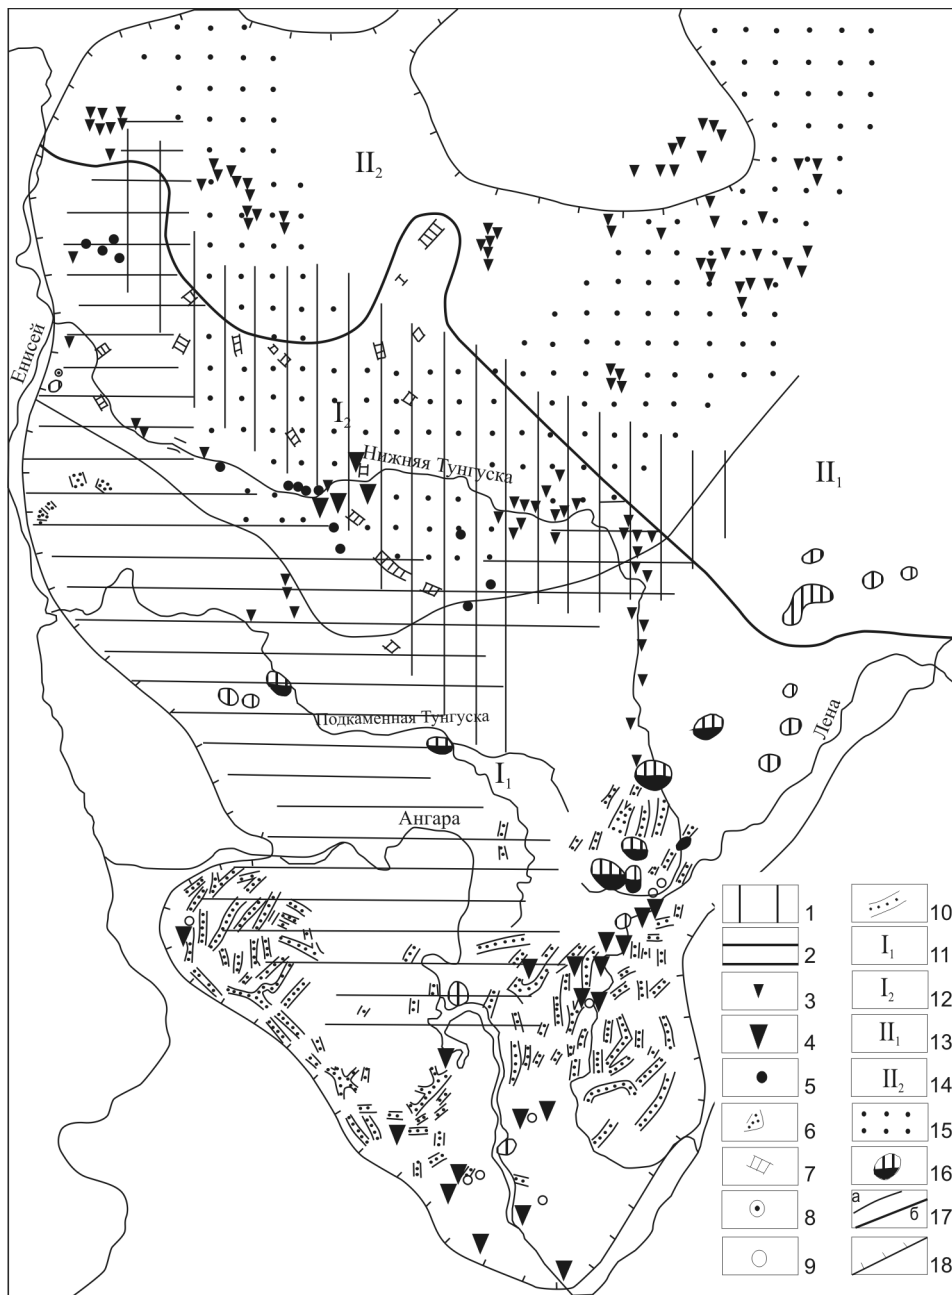 II₂
Енисей
I₂
Нижняя Тунгуска
II₁
Подкаменная Тунгуска
Лена
I₁
Ангара
1
2
3
4
5
6
7
8
9
10
I₁ 11
I₂ 12
II₁ 13
II₂ 14
15
16
а б 17
18